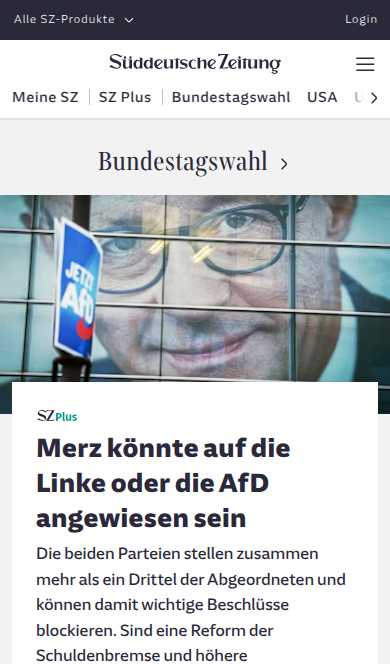 Alle SZ-Produkte
Login
Süddeutsche Zeitung
Meine SZ
SZ Plus
Bundestagswahl
USA
Bundestagswahl
JETZT
AfD
SZ Plus
Merz könnte auf die
Linke oder die AfD
angewiesen sein
Die beiden Parteien stellen zusammen
mehr als ein Drittel der Abgeordneten und
können damit wichtige Beschlüsse
blockieren. Sind eine Reform der
Schuldenbremse und höhere